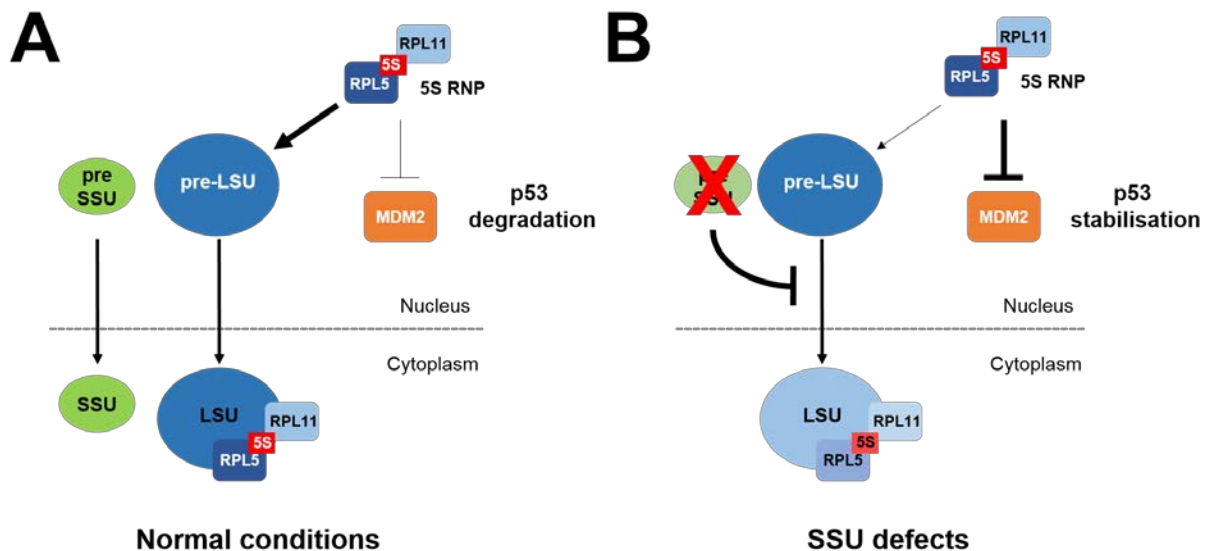 A
RPL11
5S
RPL5
5S RNP
pre
SSU
pre-LSU
MDM2
p53
degradation
Nucleus
Cytoplasm
SSU
LSU
RPL11
5S
RPL5
Normal conditions
B
RPL11
5S
RPL5
5S RNP
pre
SSU
pre-LSU
MDM2
p53
stabilisation
Nucleus
Cytoplasm
LSU
RPL11
5S
RPL5
SSU defects